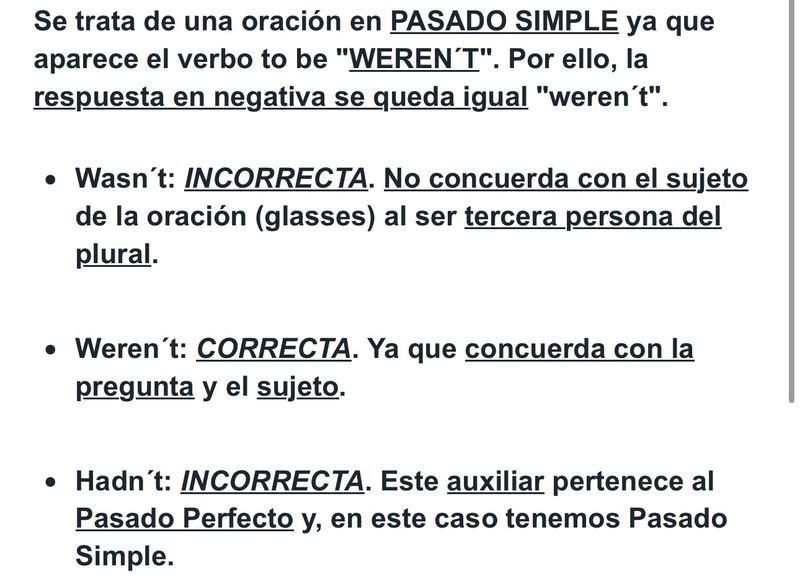 Se trata de una oración en PASADO SIMPLE ya que
aparece el verbo to be "WEREN´T". Por ello, la
respuesta en negativa se queda igual "weren´t".
• Wasn´t: INCORRECTA. No concuerda con el sujeto
de la oración (glasses) al ser tercera persona del
plural.
• Weren´t: CORRECTA. Ya que concuerda con la
pregunta y el sujeto.
• Hadn´t: INCORRECTA. Este auxiliar pertenece al
Pasado Perfecto y, en este caso tenemos Pasado
Simple.